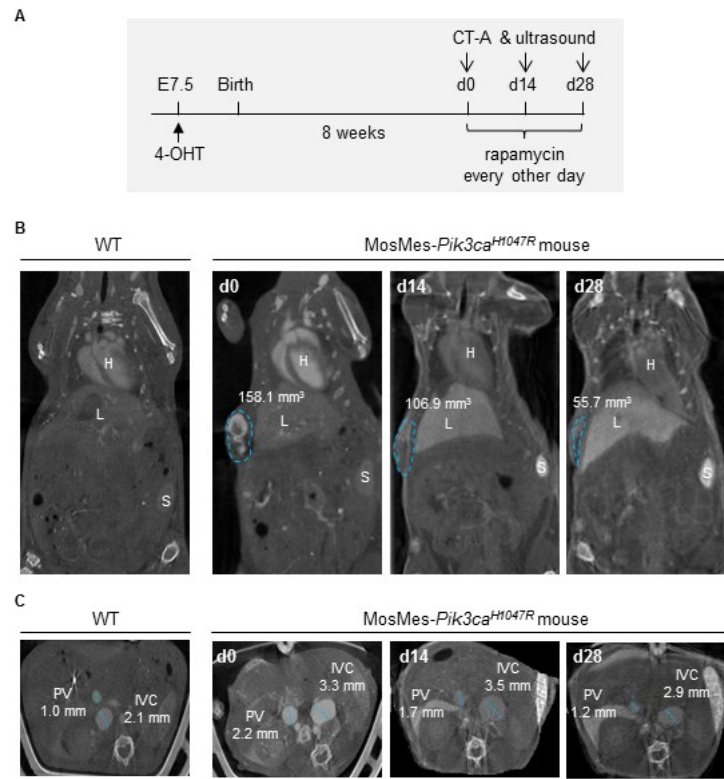 A
CT-A & ultrasound
E7.5 Birth d0 d14 d28
8 weeks
4-OHT
rapamycin
every other day
B
WT MosMes-Pik3caH1047R mouse
H
L
S
d0
H
158.1 mm³
L
S
d14
H
106.9 mm³
L
S
d28
H
55.7 mm³
L
S
C
WT MosMes-Pik3caH1047R mouse
PV
1.0 mm
IVC
2.1 mm
d0
IVC
3.3 mm
PV
2.2 mm
d14
IVC
3.5 mm
PV
1.7 mm
d28
IVC
2.9 mm
PV
1.2 mm